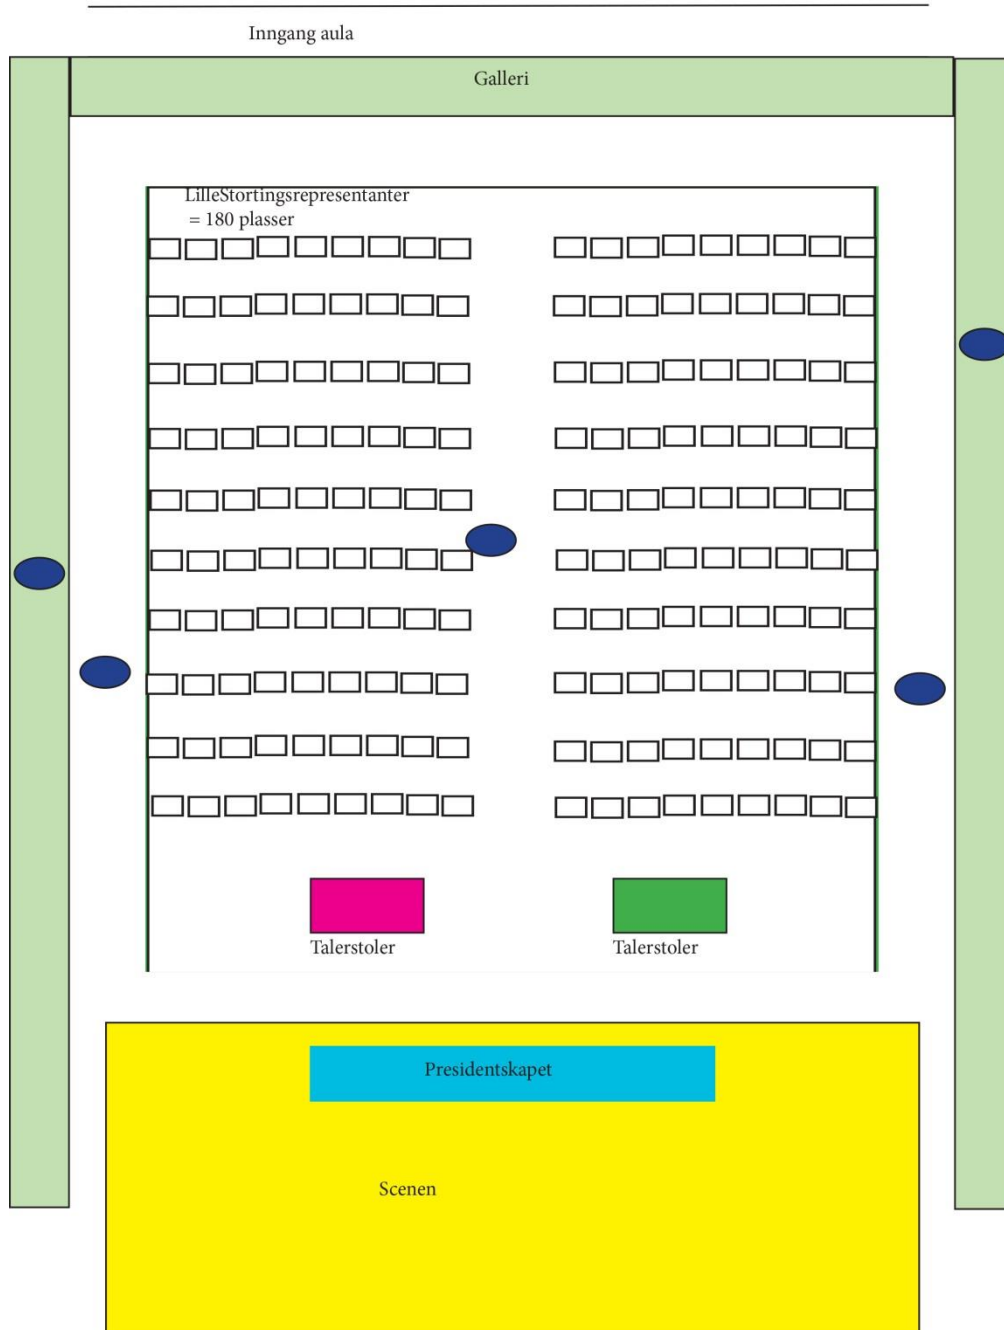 Inngang aula
Galleri
LilleStortingsrepresentanter
= 180 plasser
Talerstoler
Talerstoler
Presidentskapet
Scenen